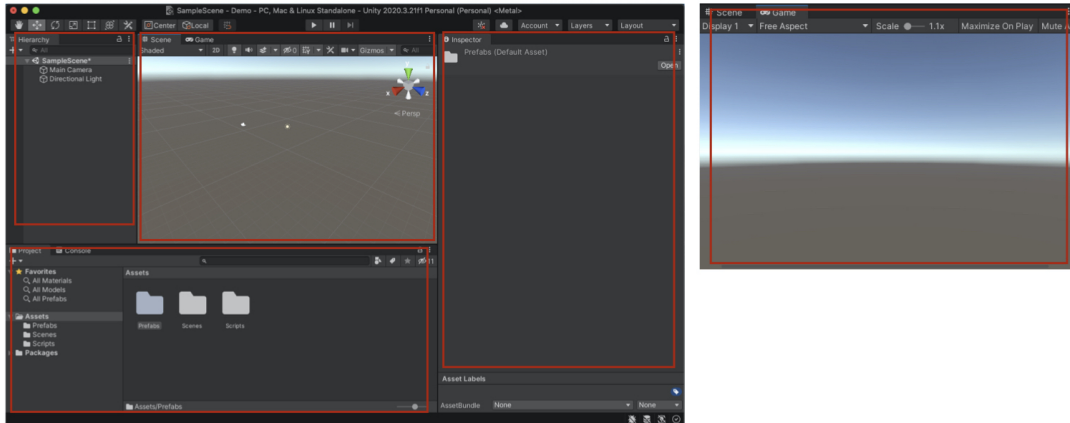 SampleScene - Demo - PC, Mac & Linux Standalone - Unity 2020.3.21f1 Personal (Personal) <Metal>
Center Local Account Layers Layout
Hierarchy
All
SampleScene*
Main Camera
Directional Light
Scene Game
Shaded 2D 0 Gizmos All
x z
Persp
Inspector
Prefabs (Default Asset)
Open
Project Console
11
Favorites
All Materials
All Models
All Prefabs
Assets
Prefabs
Scenes
Scripts
Packages
Assets
Prefabs Scenes Scripts
Assets/Prefabs
Asset Labels
AssetBundle None None
Scene Game
Display 1 Free Aspect Scale 1.1x Maximize On Play Mute